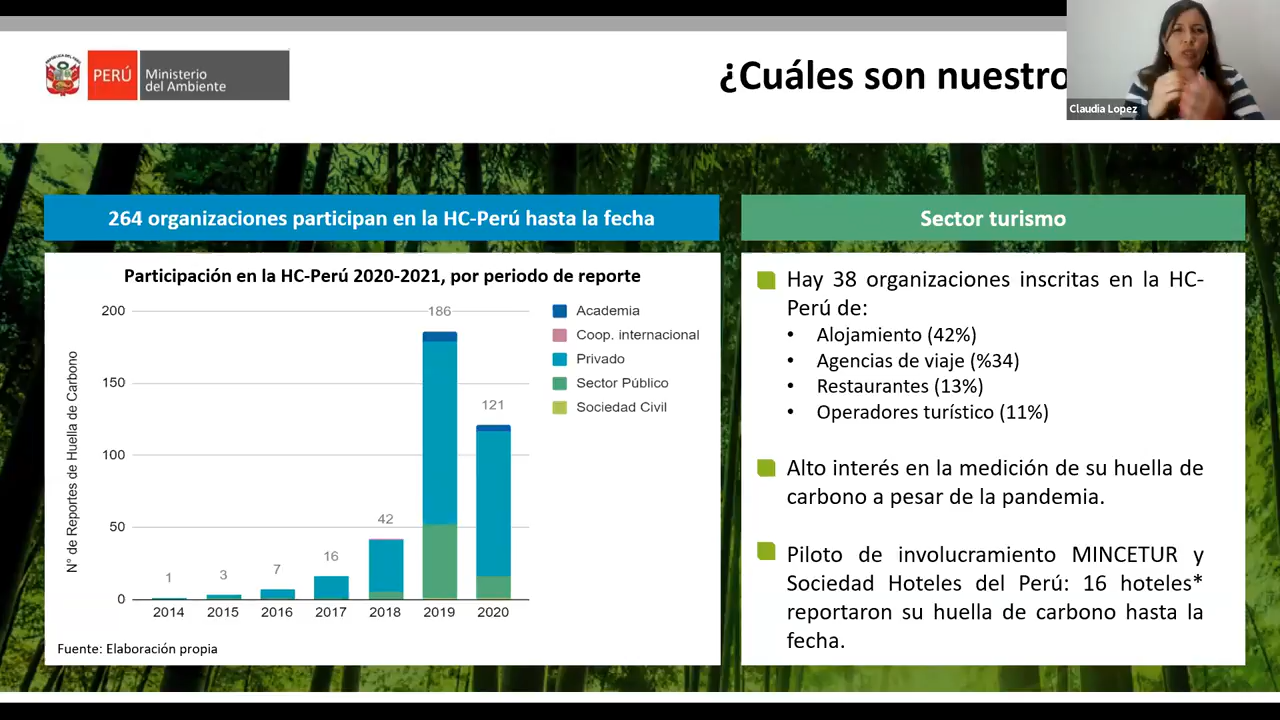 PERÚ
Ministerio
del Ambiente
¿Cuáles son nuestro
Claudia Lopez
264 organizaciones participan en la HC-Perú hasta la fecha
Participación en la HC-Perú 2020-2021, por periodo de reporte
N° de Reportes de Huella de Carbono
200
150
100
50
0
1
3
7
16
42
186
121
2014
2015
2016
2017
2018
2019
2020
Academia
Coop. internacional
Privado
Sector Público
Sociedad Civil
Fuente: Elaboración propia
Sector turismo
Hay 38 organizaciones inscritas en la HC-
Perú de:
• Alojamiento (42%)
• Agencias de viaje (%34)
• Restaurantes (13%)
• Operadores turístico (11%)
Alto interés en la medición de su huella de
carbono a pesar de la pandemia.
Piloto de involucramiento MINCETUR y
Sociedad Hoteles del Perú: 16 hoteles*
reportaron su huella de carbono hasta la
fecha.